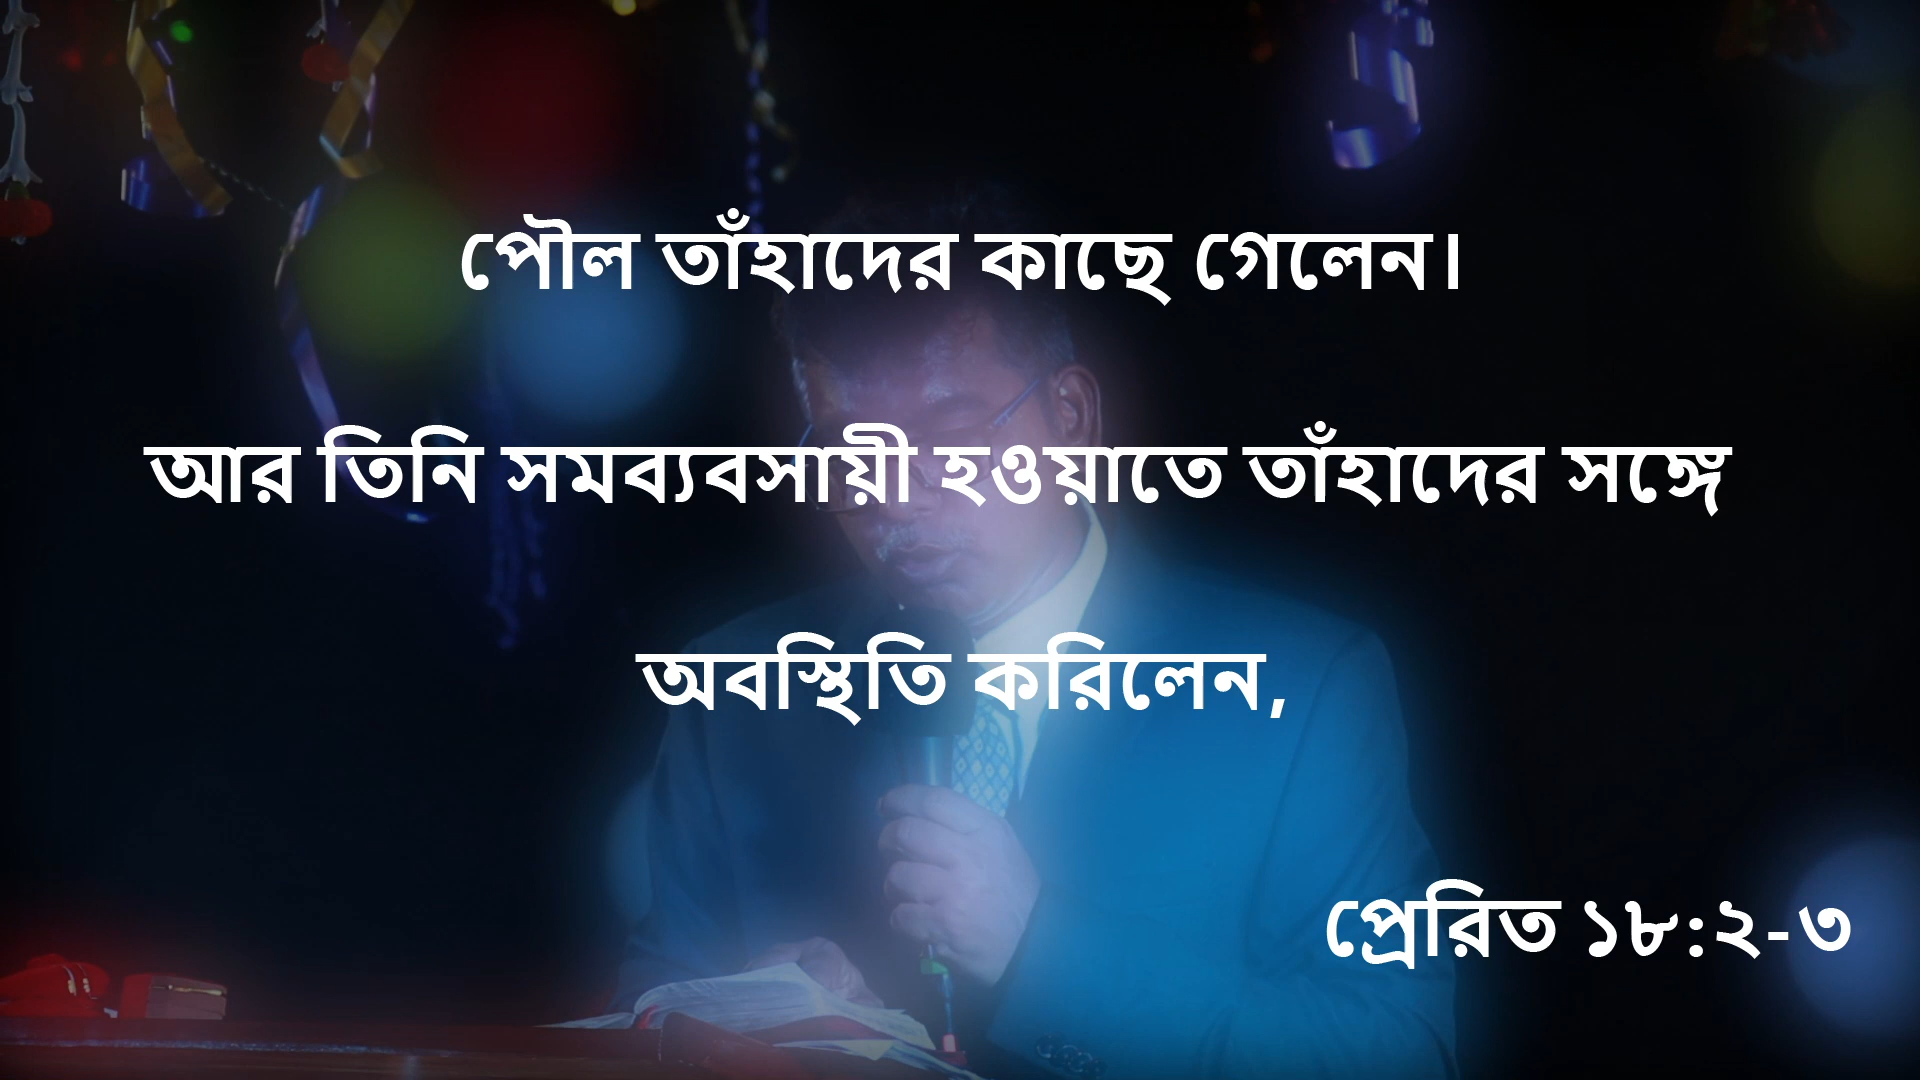 পৌল তাঁহাদের কাছে গেলেন।
আর তিনি সমব্যবসায়ী হওয়াতে তাঁহাদের সঙ্গে
অবস্থিতি করিলেন,
প্রেরিত ১৮:২-৩